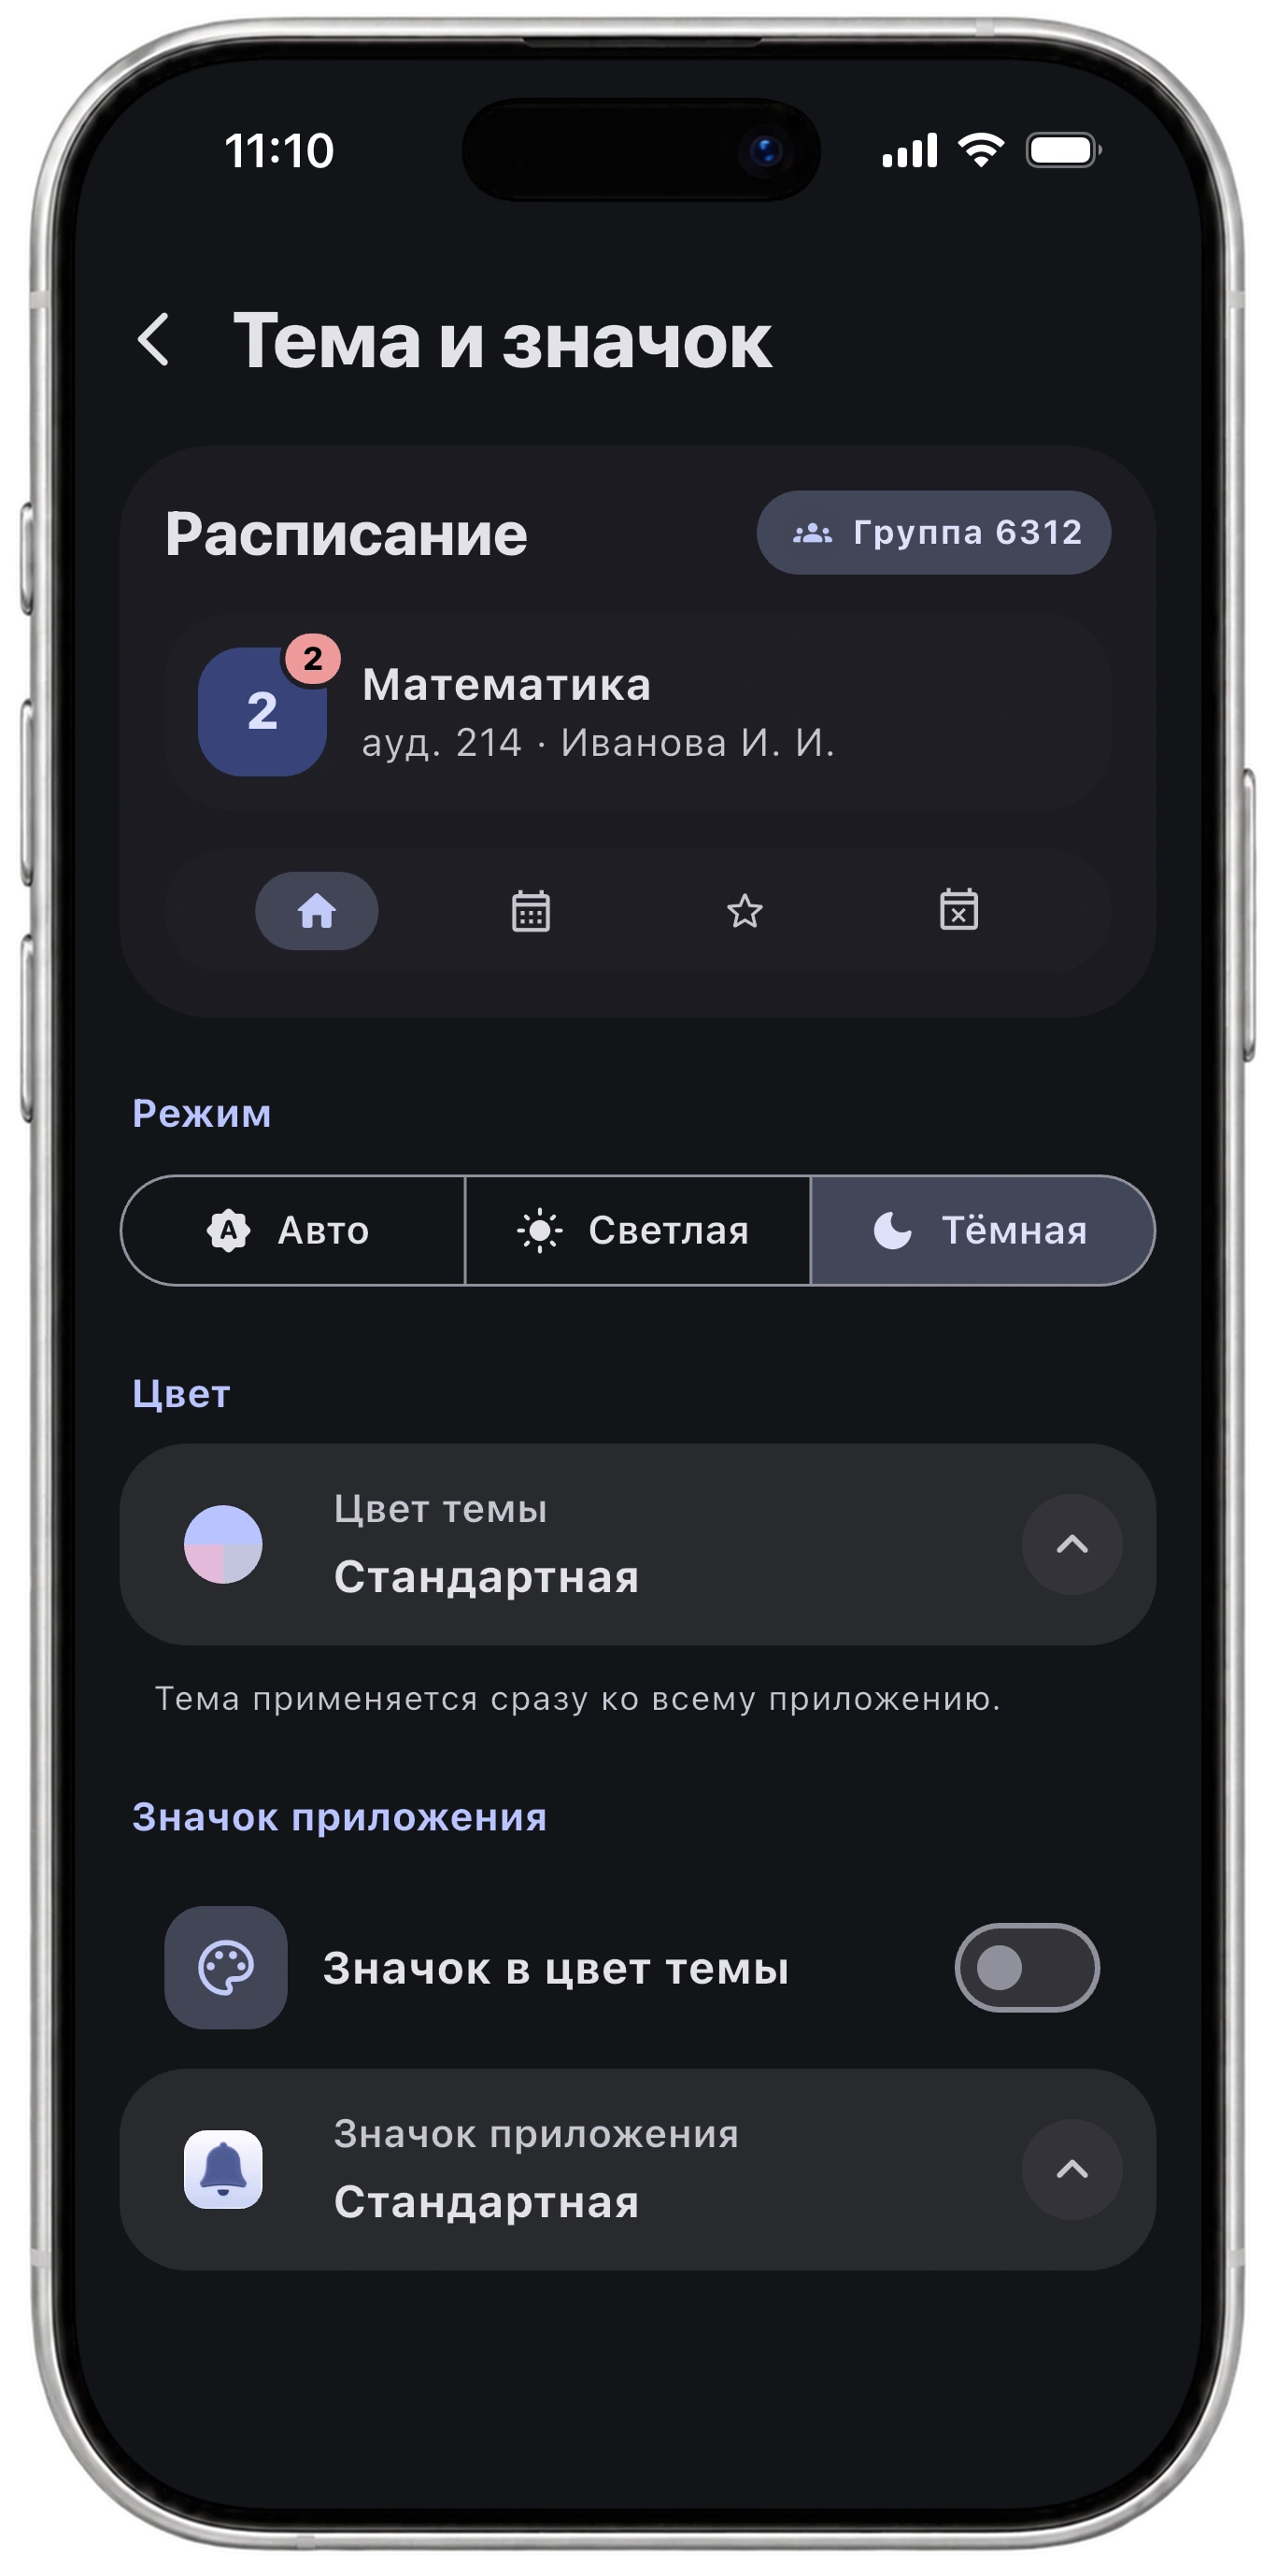 11:10
Тема и значок
Расписание
Группа 6312
2
2
Математика
ауд. 214 · Иванова И. И.
Режим
A Авто
Светлая
Тёмная
Цвет
Цвет темы
Стандартная
Тема применяется сразу ко всему приложению.
Значок приложения
Значок в цвет темы
Значок приложения
Стандартная